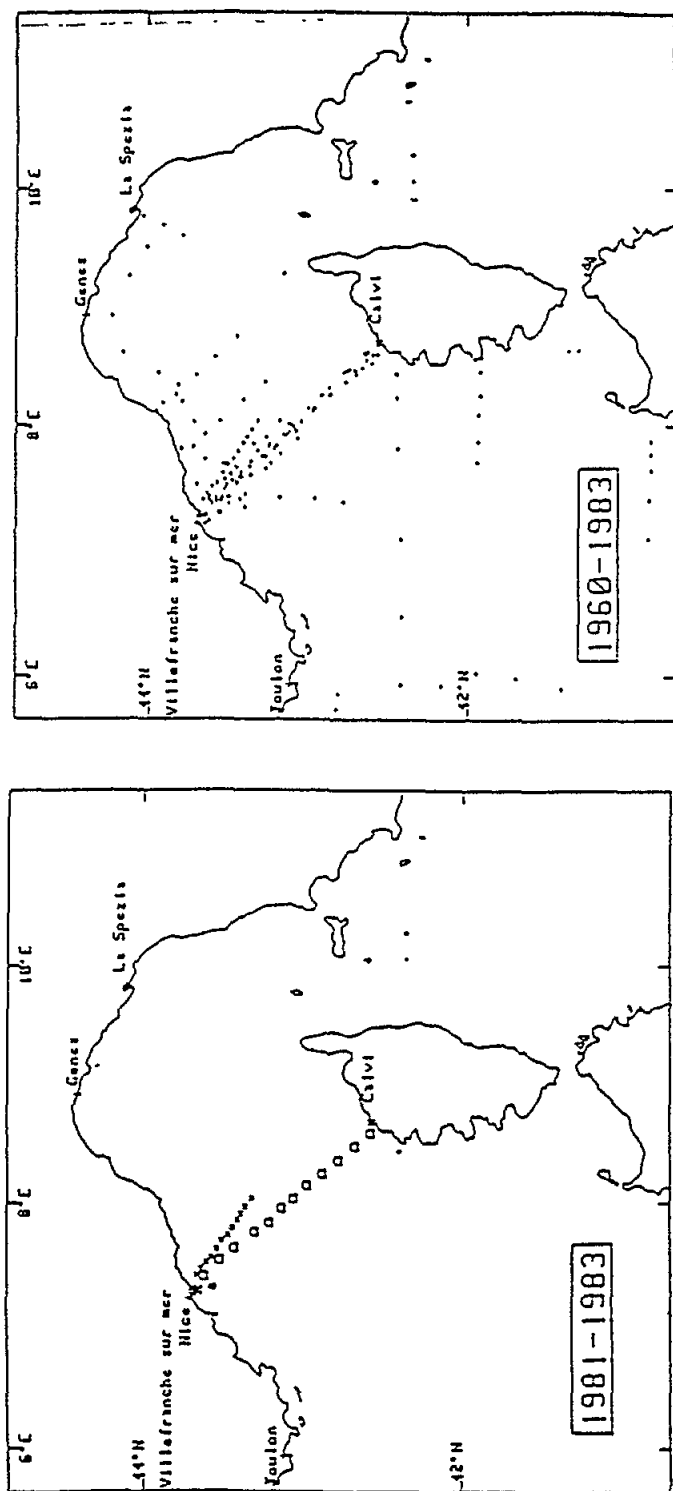 6°E
8°E
10°E
44°N
42°N
Genes
La Spezia
Villefranche sur mer
Nice
Toulon
Calvi
1981-1983
6°E
8°E
10°E
44°N
42°N
Genes
La Spezia
Villefranche sur mer
Nice
Toulon
Calvi
1960-1983